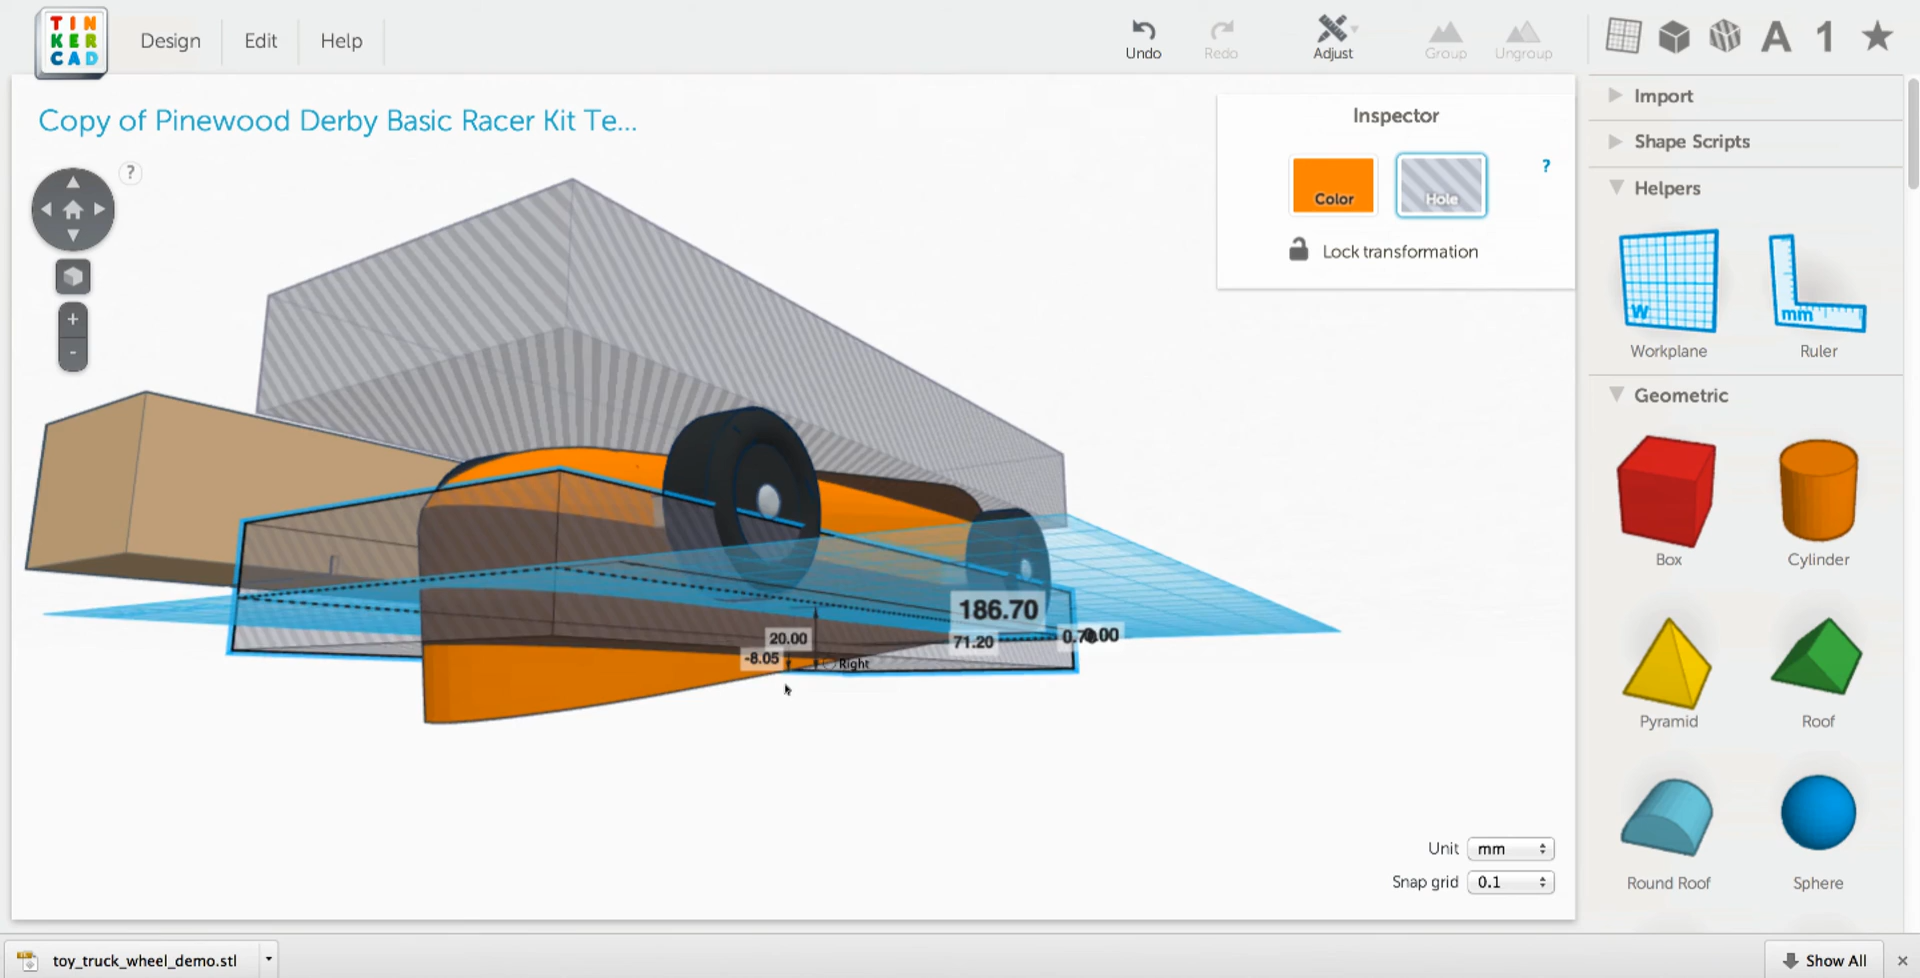 TIN
KER
CAD
Design
Edit
Help
Undo
Redo
Adjust
Group
Ungroup
A
1
Copy of Pinewood Derby Basic Racer Kit Te...
?
+
-
Inspector
Color
Hole
?
Lock transformation
186.70
20.00
71.20
-8.05
Right
Unit
mm
Snap grid
0.1
Import
Shape Scripts
Helpers
W
mm
Workplane
Ruler
Geometric
Box
Cylinder
Pyramid
Roof
Round Roof
Sphere
toy_truck_wheel_demo.stl
Show All